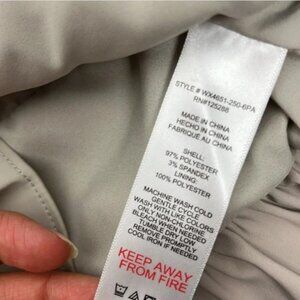 STYLE # WX4651-250-6PA
RN#125288
MADE IN CHINA
HECHO EN CHINA
FABRIQUÉ AU CHINA
SHELL:
97% POLYESTER
3% SPANDEX
LINING:
100% POLYESTER
MACHINE WASH COLD
GENTLE CYCLE
WASH WITH LIKE COLORS
ONLY NON-CHLORINE
BLEACH WHEN NEEDED
TUMBLE DRY LOW
REMOVE PROMPTLY
COOL IRON IF NEEDED
KEEP AWAY
FROM FIRE